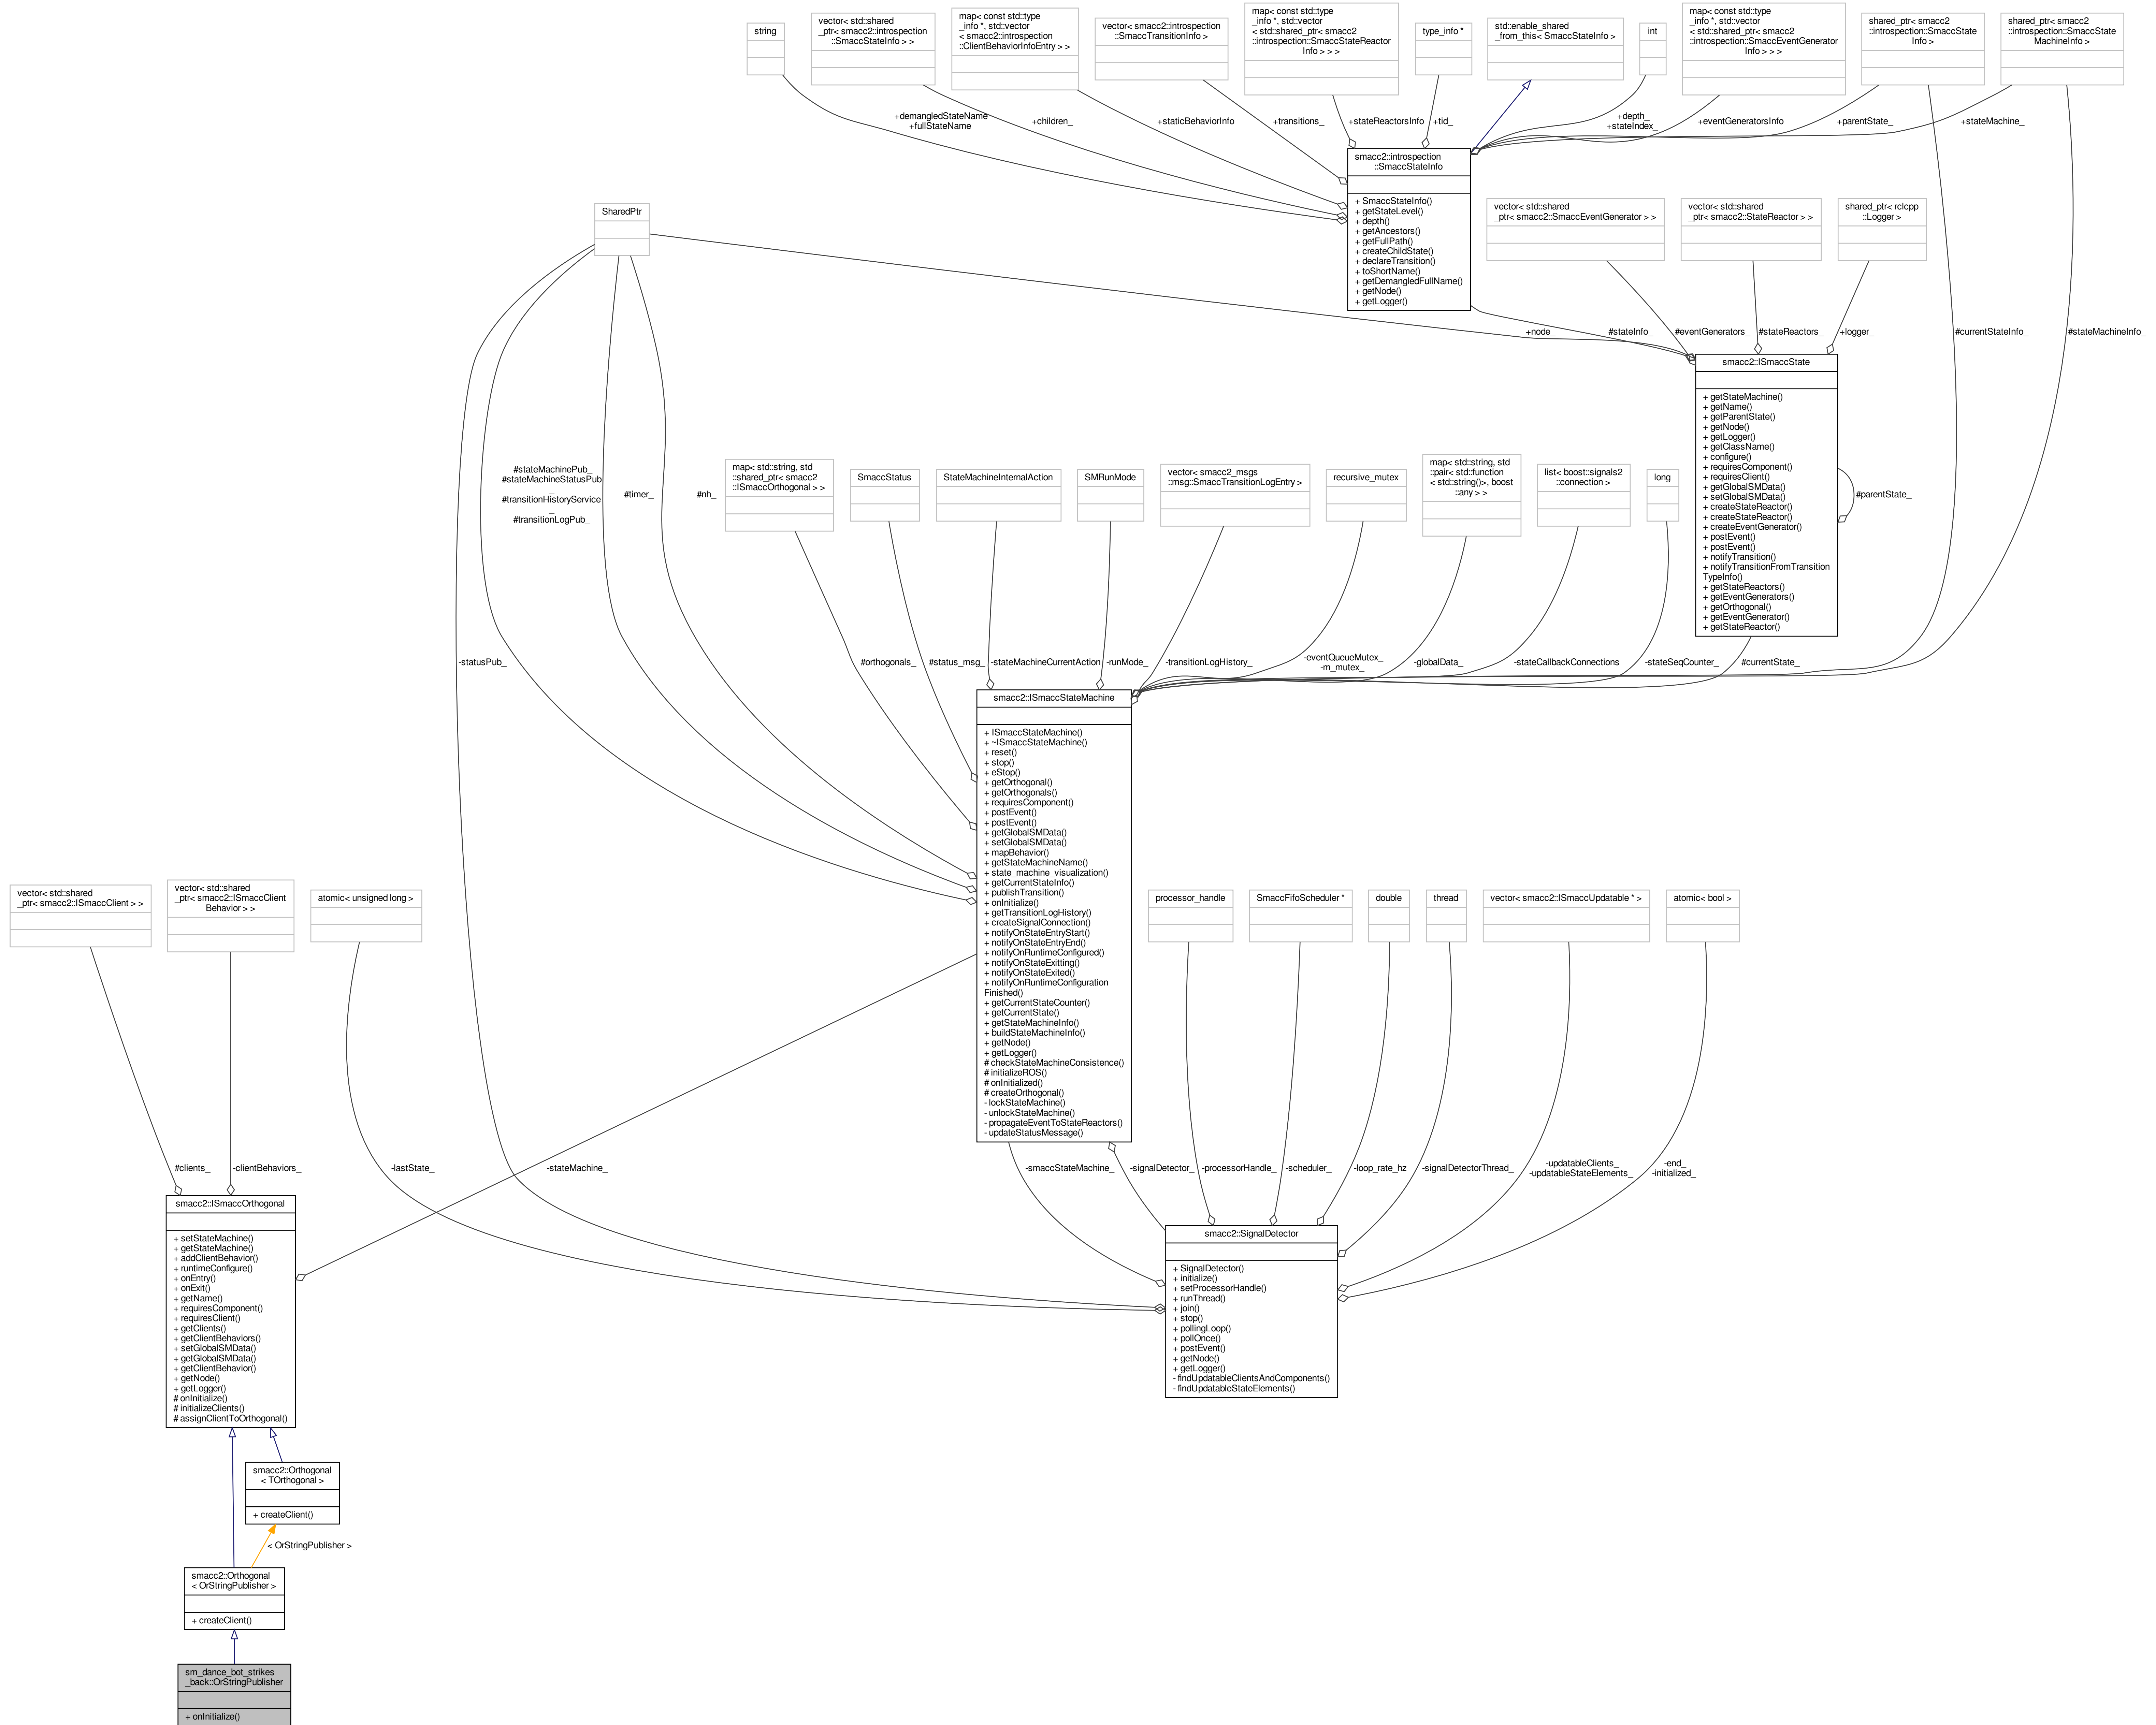 string
vector< std::shared
_ptr< smacc2::introspection
::SmaccStateInfo > >
map< const std::type
_info *, std::vector
< smacc2::introspection
::ClientBehaviorInfoEntry > >
vector< smacc2::introspection
::SmaccTransitionInfo >
map< const std::type
_info *, std::vector
< std::shared_ptr< smacc2
::introspection::SmaccStateReactor
Info > > >
type_info *
std::enable_shared
_from_this< SmaccStateInfo >
int
map< const std::type
_info *, std::vector
< std::shared_ptr< smacc2
::introspection::SmaccEventGenerator
Info > > >
shared_ptr< smacc2
::introspection::SmaccState
Info >
shared_ptr< smacc2
::introspection::SmaccState
MachineInfo >
+demangledStateName
+fullStateName
+children_
+staticBehaviorInfo
+transitions_
+stateReactorsInfo
+tid_
+depth_
+stateIndex_
+eventGeneratorsInfo
+parentState_
+stateMachine_
smacc2::introspection
::SmaccStateInfo
+ SmaccStateInfo()
+ getStateLevel()
+ depth()
+ getAncestors()
+ getFullPath()
+ createChildState()
+ declareTransition()
+ toShortName()
+ getDemangledFullName()
+ getNode()
+ getLogger()
SharedPtr
vector< std::shared
_ptr< smacc2::SmaccEventGenerator > >
vector< std::shared
_ptr< smacc2::StateReactor > >
shared_ptr< rclcpp
::Logger >
+node_
#stateInfo_
#eventGenerators_
#stateReactors_
+logger_
#currentStateInfo_
#stateMachineInfo_
smacc2::ISmaccState
+ getStateMachine()
+ getName()
+ getParentState()
+ getNode()
+ getLogger()
+ getClassName()
+ configure()
+ requiresComponent()
+ requiresClient()
+ getGlobalSMData()
+ setGlobalSMData()
+ createStateReactor()
+ createStateReactor()
+ createEventGenerator()
+ postEvent()
+ postEvent()
+ notifyTransition()
+ notifyTransitionFromTransition
TypeInfo()
+ getStateReactors()
+ getEventGenerators()
+ getOrthogonal()
+ getEventGenerator()
+ getStateReactor()
#parentState_
#stateMachinePub_
#stateMachineStatusPub
_
#transitionHistoryService
_
#transitionLogPub_
#timer_
#nh_
map< std::string, std
::shared_ptr< smacc2
::ISmaccOrthogonal > >
SmaccStatus
StateMachineInternalAction
SMRunMode
vector< smacc2_msgs
::msg::SmaccTransitionLogEntry >
recursive_mutex
map< std::string, std
::pair< std::function
< std::string()>, boost
::any > >
list< boost::signals2
::connection >
long
-statusPub_
#orthogonals_
#status_msg_
-stateMachineCurrentAction
-runMode_
-transitionLogHistory_
-eventQueueMutex_
-m_mutex_
-globalData_
-stateCallbackConnections
-stateSeqCounter_
#currentState_
smacc2::ISmaccStateMachine
+ ISmaccStateMachine()
+ ~ISmaccStateMachine()
+ reset()
+ stop()
+ eStop()
+ getOrthogonal()
+ getOrthogonals()
+ requiresComponent()
+ postEvent()
+ postEvent()
+ getGlobalSMData()
+ setGlobalSMData()
+ mapBehavior()
+ getStateMachineName()
+ state_machine_visualization()
+ getCurrentStateInfo()
+ publishTransition()
+ onInitialize()
+ getTransitionLogHistory()
+ createSignalConnection()
+ notifyOnStateEntryStart()
+ notifyOnStateEntryEnd()
+ notifyOnRuntimeConfigured()
+ notifyOnStateExitting()
+ notifyOnStateExited()
+ notifyOnRuntimeConfiguration
Finished()
+ getCurrentStateCounter()
+ getCurrentState()
+ getStateMachineInfo()
+ buildStateMachineInfo()
+ getNode()
+ getLogger()
# checkStateMachineConsistence()
# initializeROS()
# onInitialized()
# createOrthogonal()
- lockStateMachine()
- unlockStateMachine()
- propagateEventToStateReactors()
- updateStatusMessage()
vector< std::shared
_ptr< smacc2::ISmaccClient > >
vector< std::shared
_ptr< smacc2::ISmaccClient
Behavior > >
atomic< unsigned long >
processor_handle
SmaccFifoScheduler *
double
thread
vector< smacc2::ISmaccUpdatable * >
atomic< bool >
#clients_
-clientBehaviors_
-lastState_
-stateMachine_
-smaccStateMachine_
-signalDetector_
-processorHandle_
-scheduler_
-loop_rate_hz
-signalDetectorThread_
-updatableClients_
-updatableStateElements_
-end_
-initialized_
smacc2::ISmaccOrthogonal
+ setStateMachine()
+ getStateMachine()
+ addClientBehavior()
+ runtimeConfigure()
+ onEntry()
+ onExit()
+ getName()
+ requiresComponent()
+ requiresClient()
+ getClients()
+ getClientBehaviors()
+ setGlobalSMData()
+ getGlobalSMData()
+ getClientBehavior()
+ getNode()
+ getLogger()
# onInitialize()
# initializeClients()
# assignClientToOrthogonal()
smacc2::SignalDetector
+ SignalDetector()
+ initialize()
+ setProcessorHandle()
+ runThread()
+ join()
+ stop()
+ pollingLoop()
+ pollOnce()
+ postEvent()
+ getNode()
+ getLogger()
- findUpdatableClientsAndComponents()
- findUpdatableStateElements()
smacc2::Orthogonal
< TOrthogonal >
+ createClient()
< OrStringPublisher >
smacc2::Orthogonal
< OrStringPublisher >
+ createClient()
sm_dance_bot_strikes
_back::OrStringPublisher
+ onInitialize()